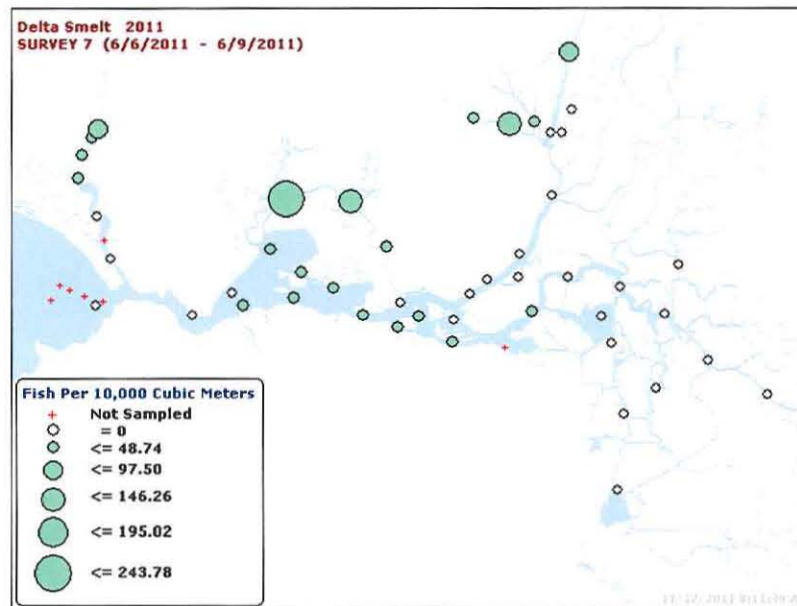 Delta Smelt 2011
SURVEY 7 (6/6/2011 - 6/9/2011)
Fish Per 10,000 Cubic Meters
Not Sampled
= 0
<= 48.74
<= 97.50
<= 146.26
<= 195.02
<= 243.78